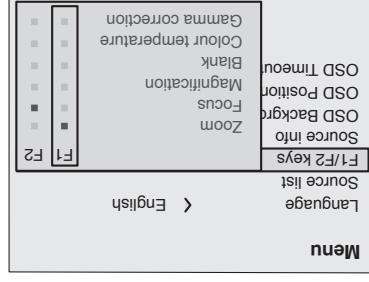 Menu
Language English
Source list
F1/F2 keys
Source info
OSD Backgro
OSD Position
OSD Timeout
F1 F2
Zoom
Focus
Magnification
Blank
Colour temperature
Gamma correction